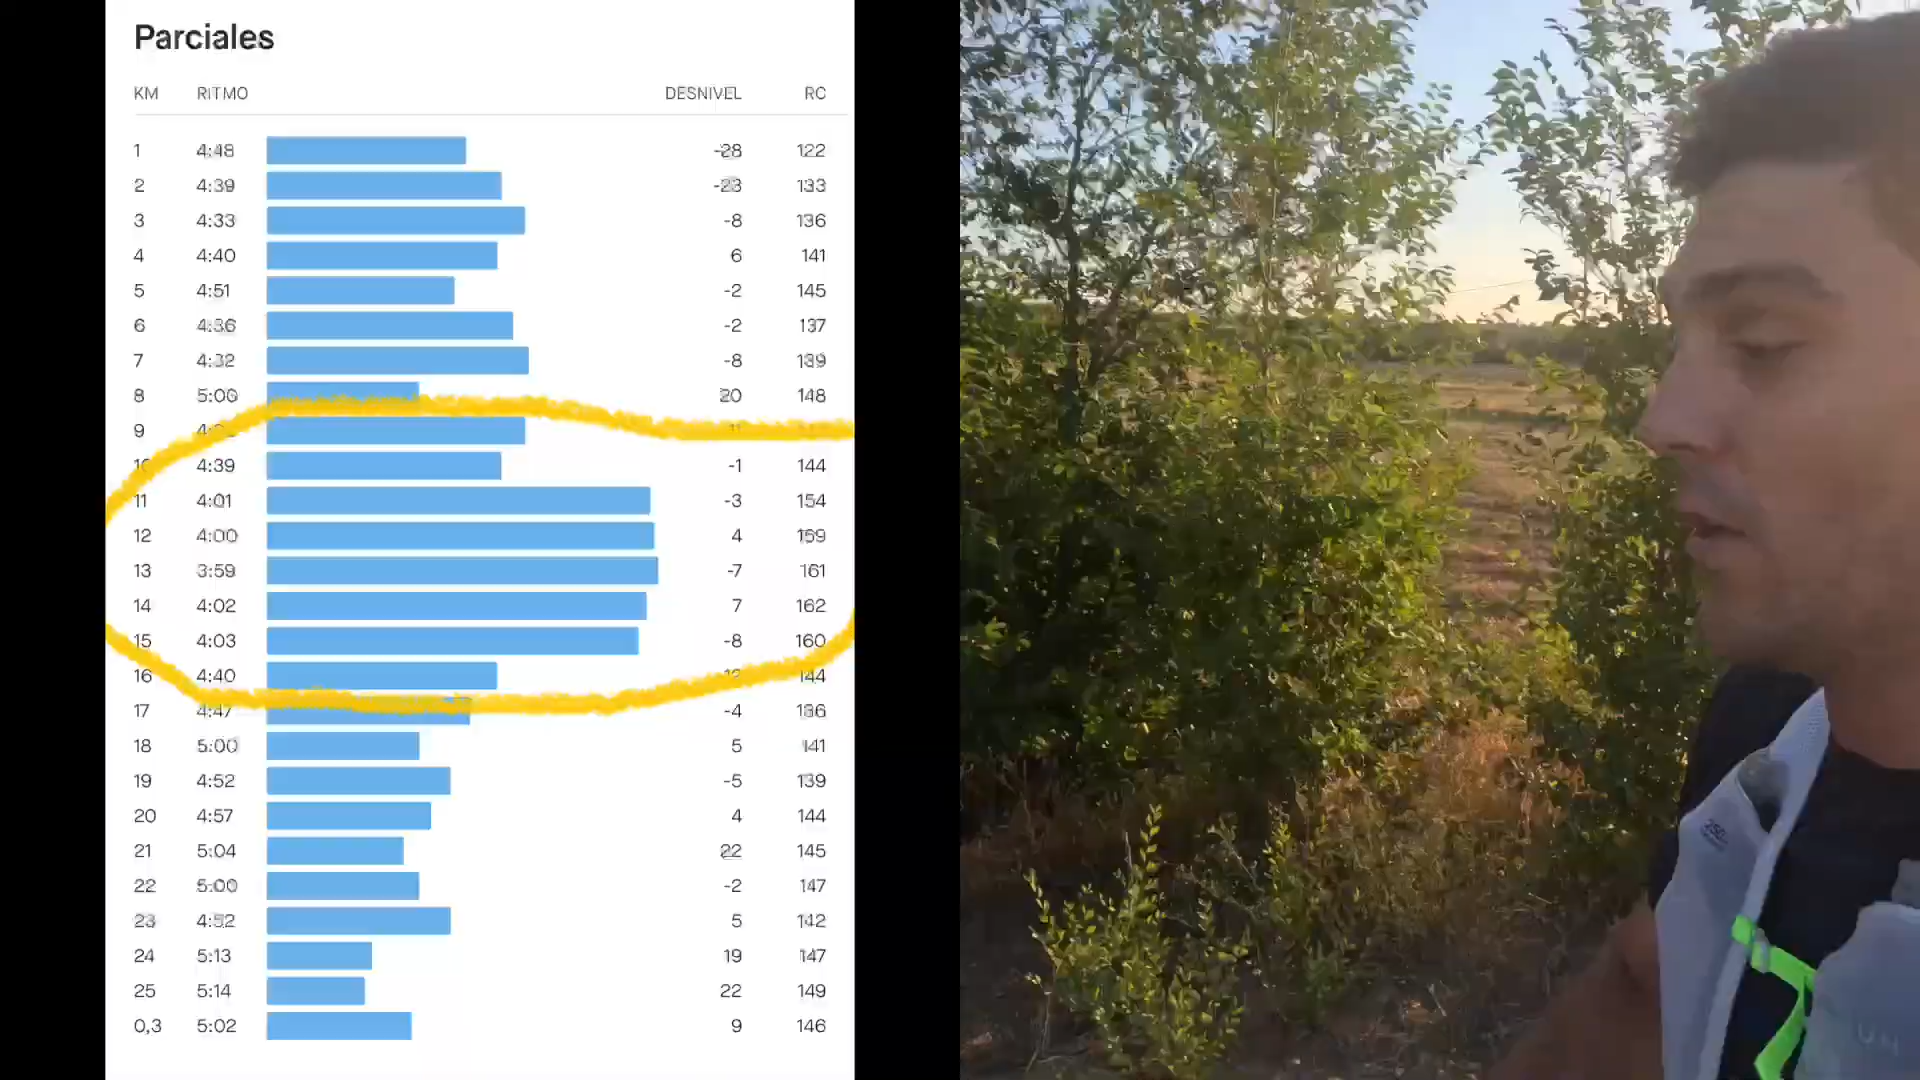 Parciales
KM RITMO DESNIVEL RC
1 4:48 -28 122
2 4:39 -23 133
3 4:33 -8 136
4 4:40 6 141
5 4:51 -2 145
6 4:36 -2 137
7 4:32 -8 139
8 5:06 20 148
9
10 4:39 -1 144
11 4:01 -3 154
12 4:00 4 159
13 3:59 -7 161
14 4:02 7 162
15 4:03 -8 160
16 4:40 144
17 4:47 -4 136
18 5:00 5 141
19 4:52 -5 139
20 4:57 4 144
21 5:04 22 145
22 5:00 -2 147
23 4:52 5 142
24 5:13 19 147
25 5:14 22 149
0,3 5:02 9 146
250